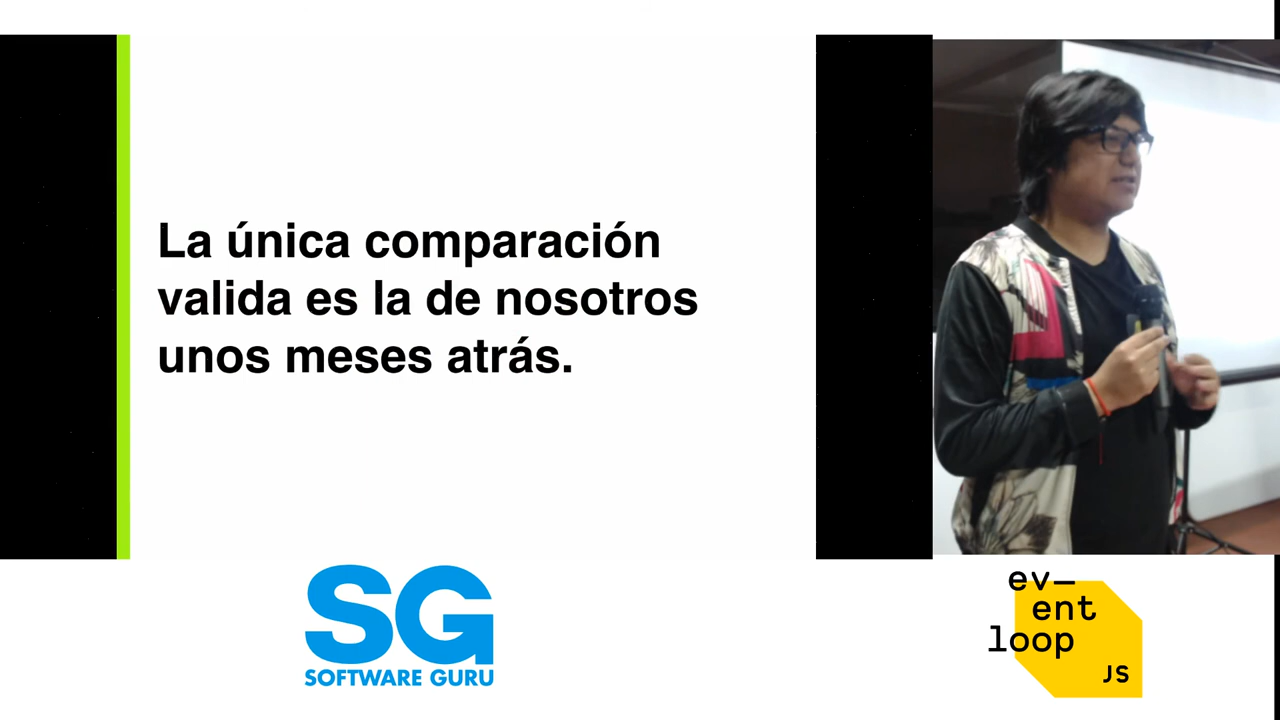 La única comparación
valida es la de nosotros
unos meses atrás.
SG
SOFTWARE GURU
ev—
ent
loop
JS